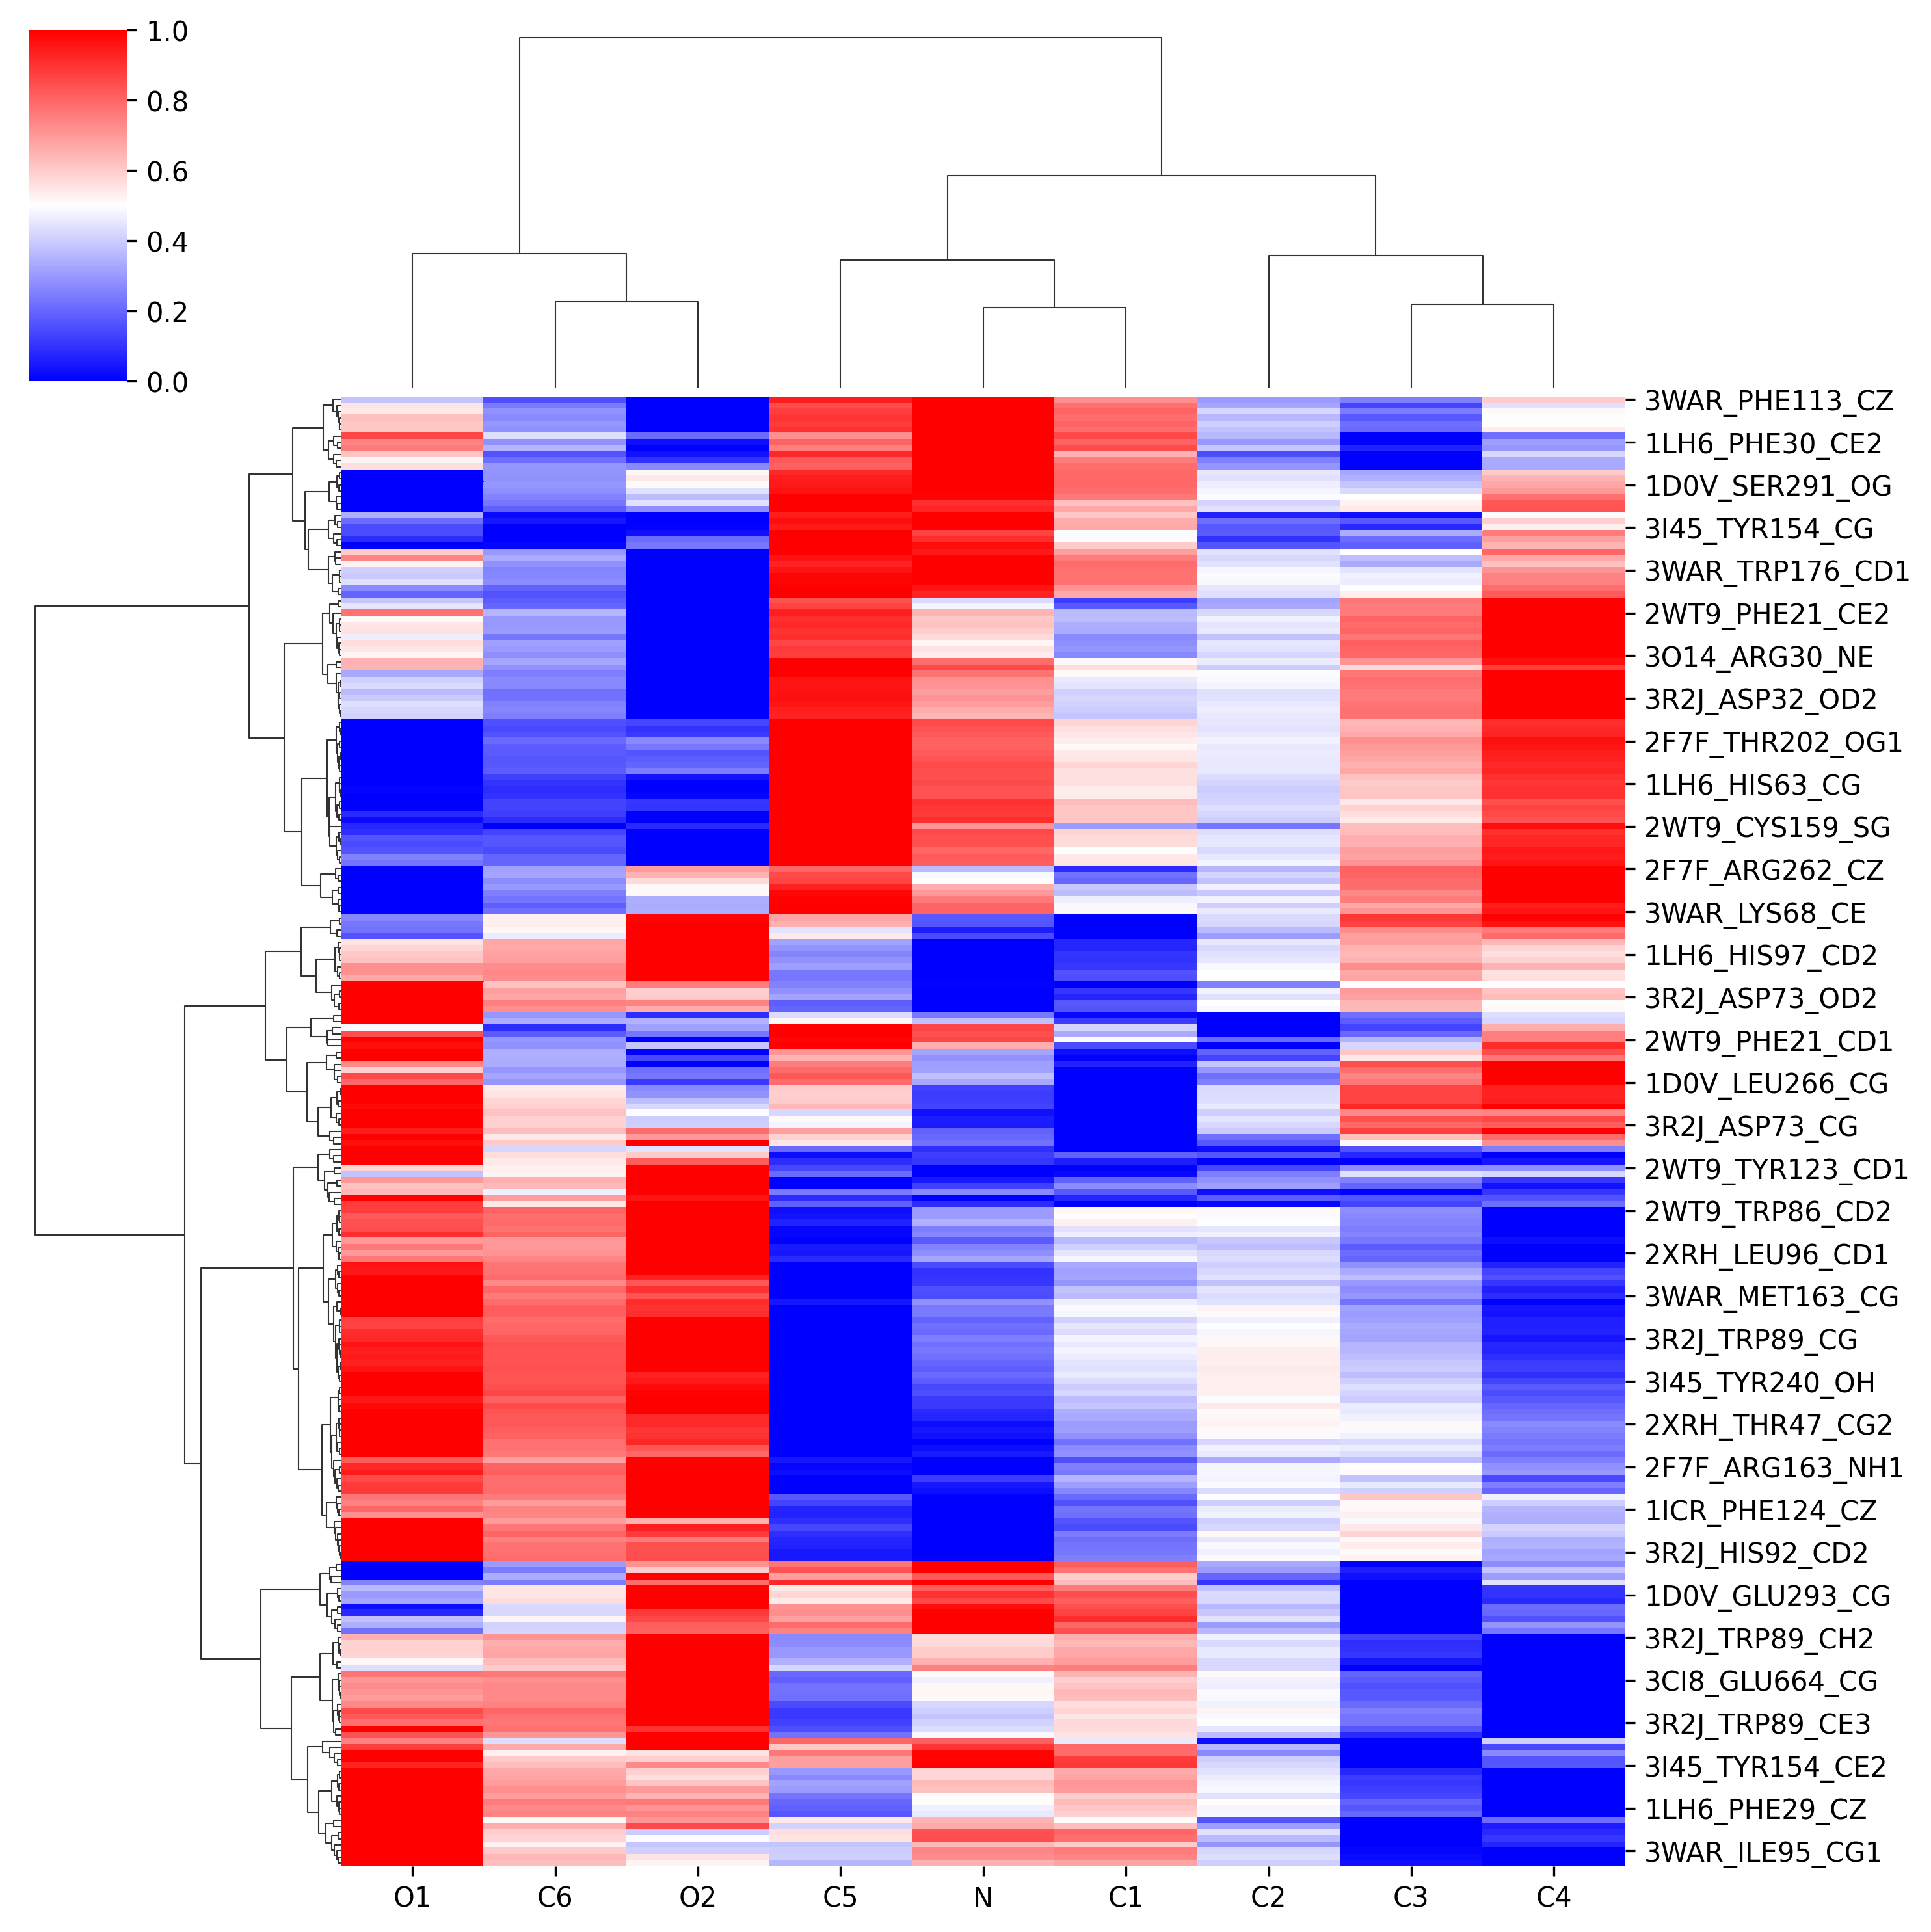 1.0
0.8
0.6
0.4
0.2
0.0
3WAR_PHE113_CZ
1LH6_PHE30_CE2
1D0V_SER291_OG
3I45_TYR154_CG
3WAR_TRP176_CD1
2WT9_PHE21_CE2
3O14_ARG30_NE
3R2J_ASP32_OD2
2F7F_THR202_OG1
1LH6_HIS63_CG
2WT9_CYS159_SG
2F7F_ARG262_CZ
3WAR_LYS68_CE
1LH6_HIS97_CD2
3R2J_ASP73_OD2
2WT9_PHE21_CD1
1D0V_LEU266_CG
3R2J_ASP73_CG
2WT9_TYR123_CD1
2WT9_TRP86_CD2
2XRH_LEU96_CD1
3WAR_MET163_CG
3R2J_TRP89_CG
3I45_TYR240_OH
2XRH_THR47_CG2
2F7F_ARG163_NH1
1ICR_PHE124_CZ
3R2J_HIS92_CD2
1D0V_GLU293_CG
3R2J_TRP89_CH2
3CI8_GLU664_CG
3R2J_TRP89_CE3
3I45_TYR154_CE2
1LH6_PHE29_CZ
3WAR_ILE95_CG1
O1 C6 O2 C5 N C1 C2 C3 C4